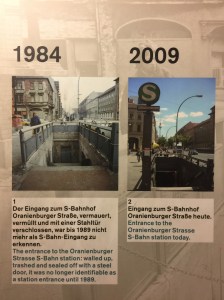 1984
2009
S
1
Der Eingang zum S-Bahnhof
Oranienburger Straße, vermauert,
vermüllt und mit einer Stahltür
verschlossen, war bis 1989 nicht
mehr als S-Bahn-Eingang zu
erkennen.
The entrance to the Oranienburg
Strasse S-Bahn station: walled up,
trashed and sealed off with a steel
door, it was no longer identifiable as
a station entrance until 1989.
2
Eingang zum S-Bahnhof
Oranienburger Straße heute.
Entrance to the
Oranienburger Strasse
S-Bahn station today.